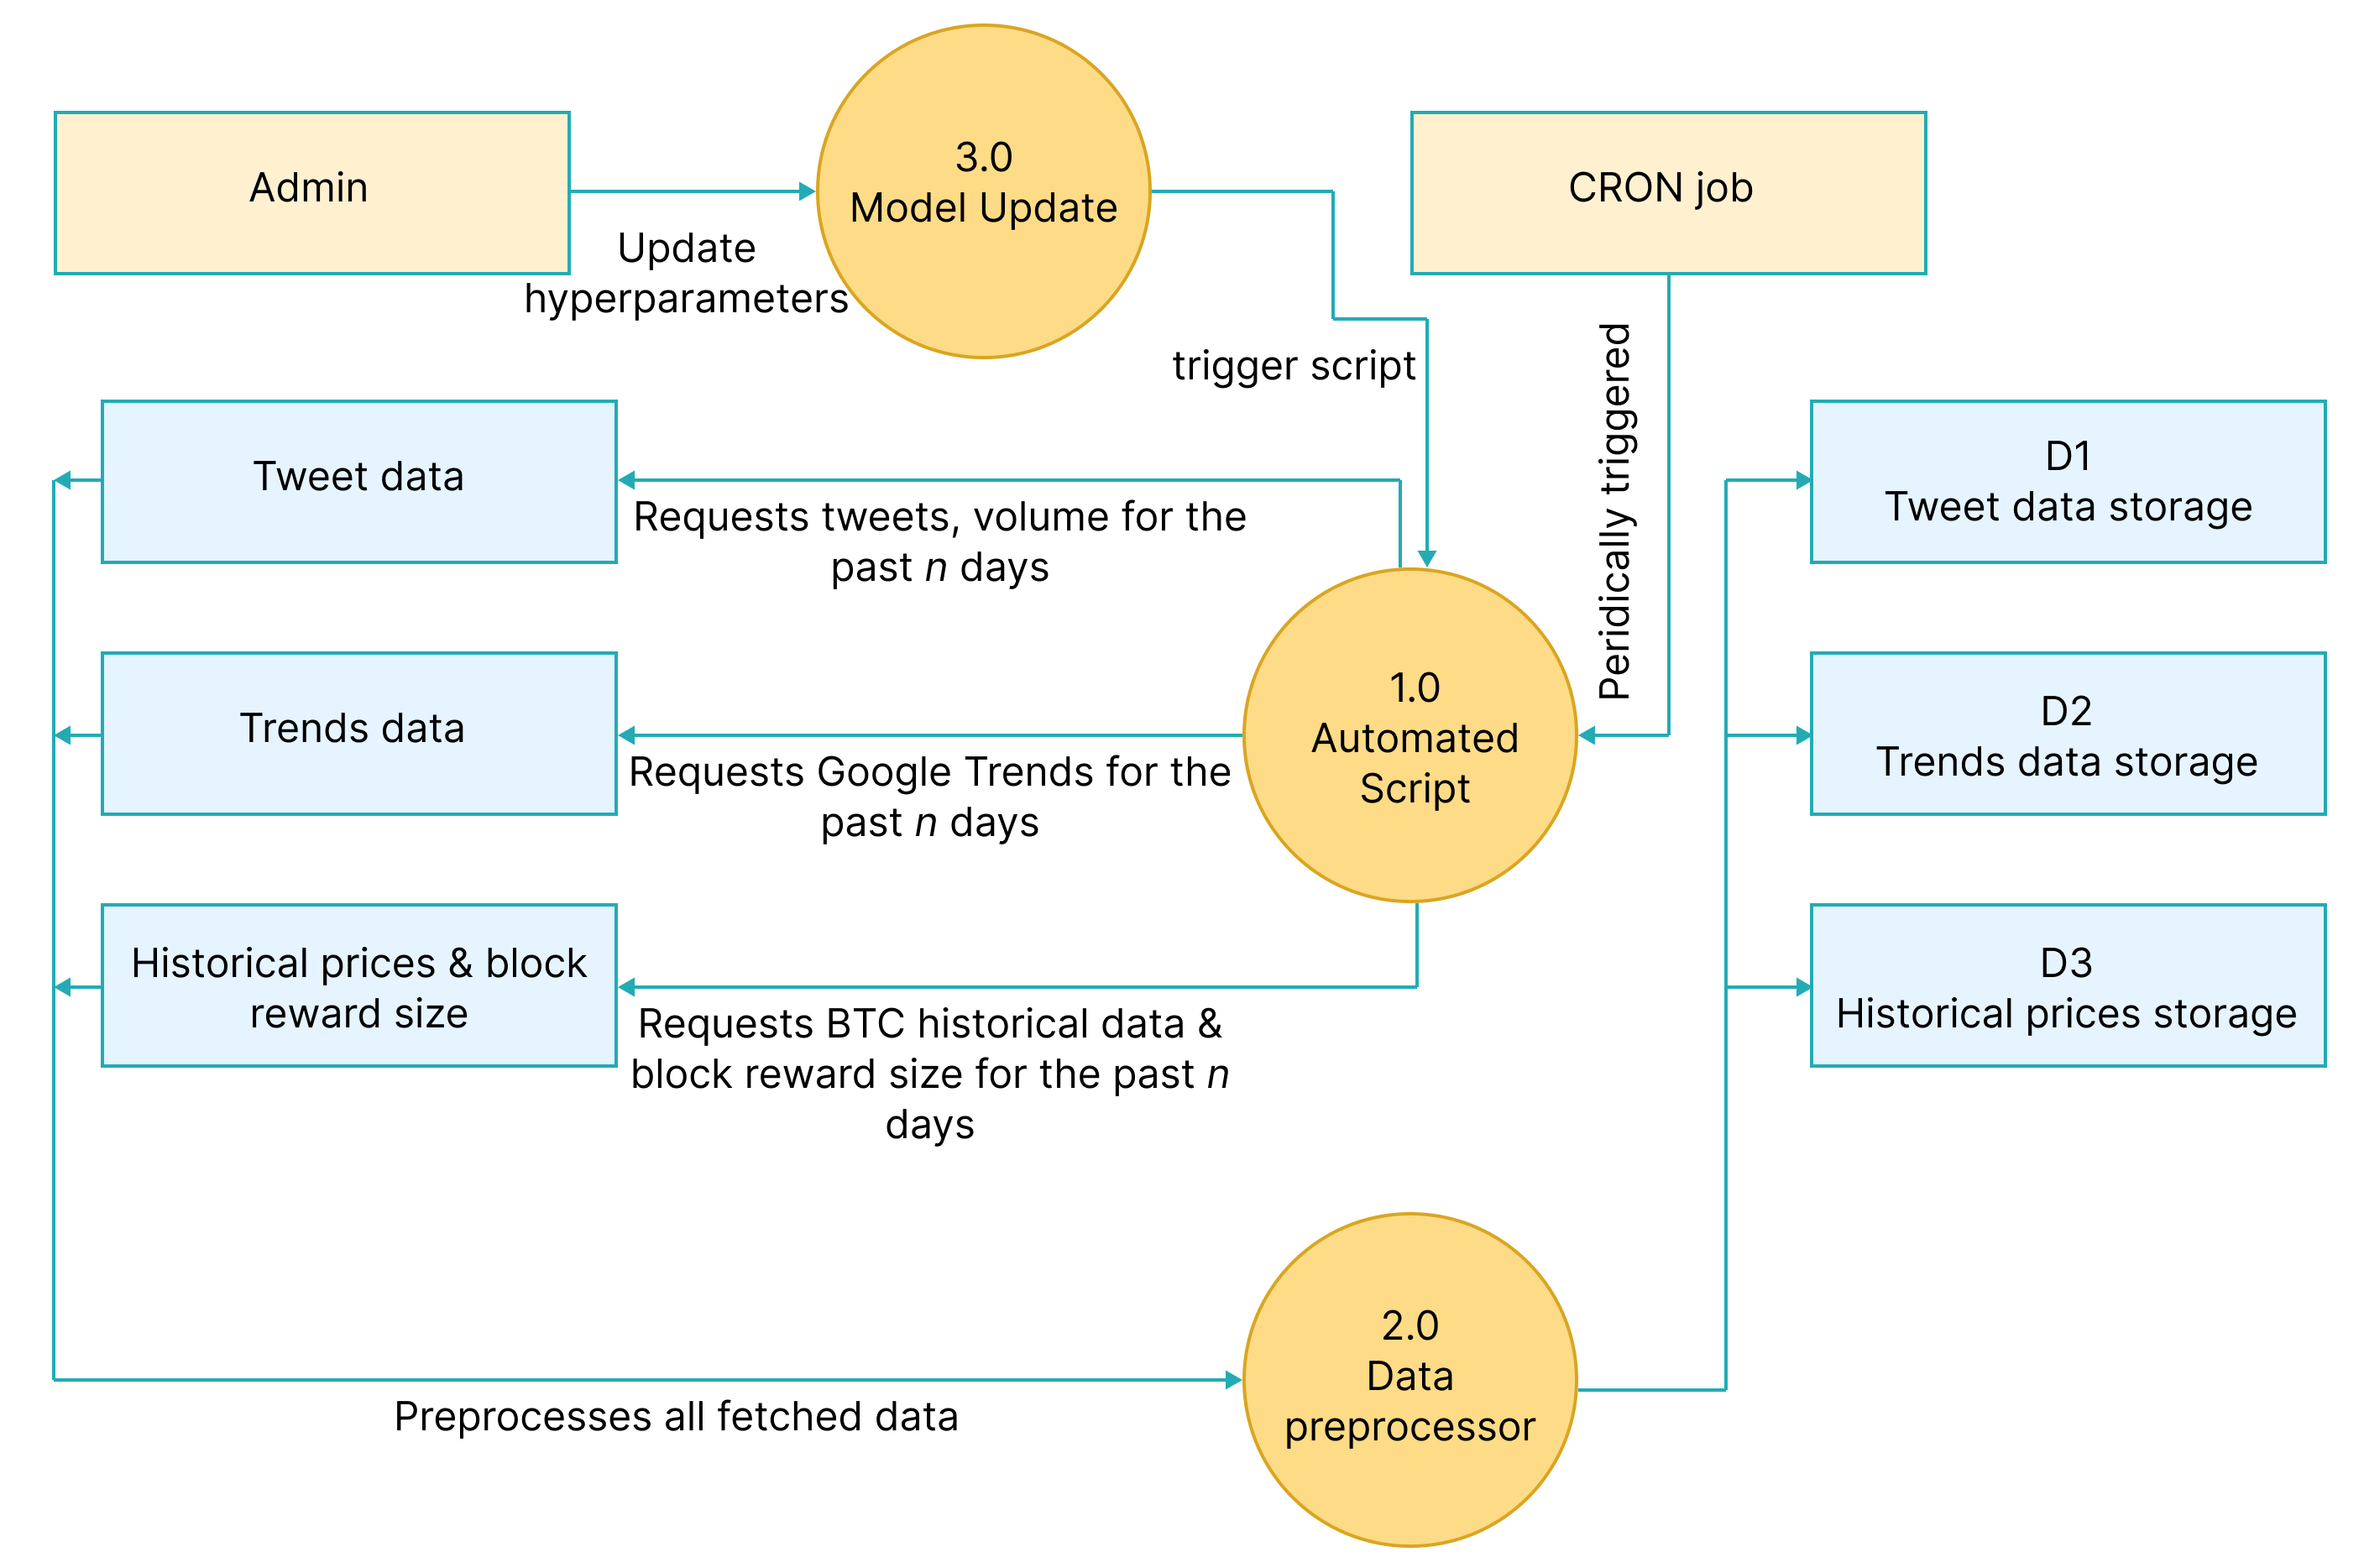 3.0
Model Update
Admin
CRON job
Update
hyperparameters
trigger script
Peridically triggered
Tweet data
Requests tweets, volume for the
past n days
D1
Tweet data storage
Trends data
Requests Google Trends for the
past n days
1.0
Automated
Script
D2
Trends data storage
Historical prices & block
reward size
Requests BTC historical data &
block reward size for the past n
days
D3
Historical prices storage
Preprocesses all fetched data
2.0
Data
preprocessor